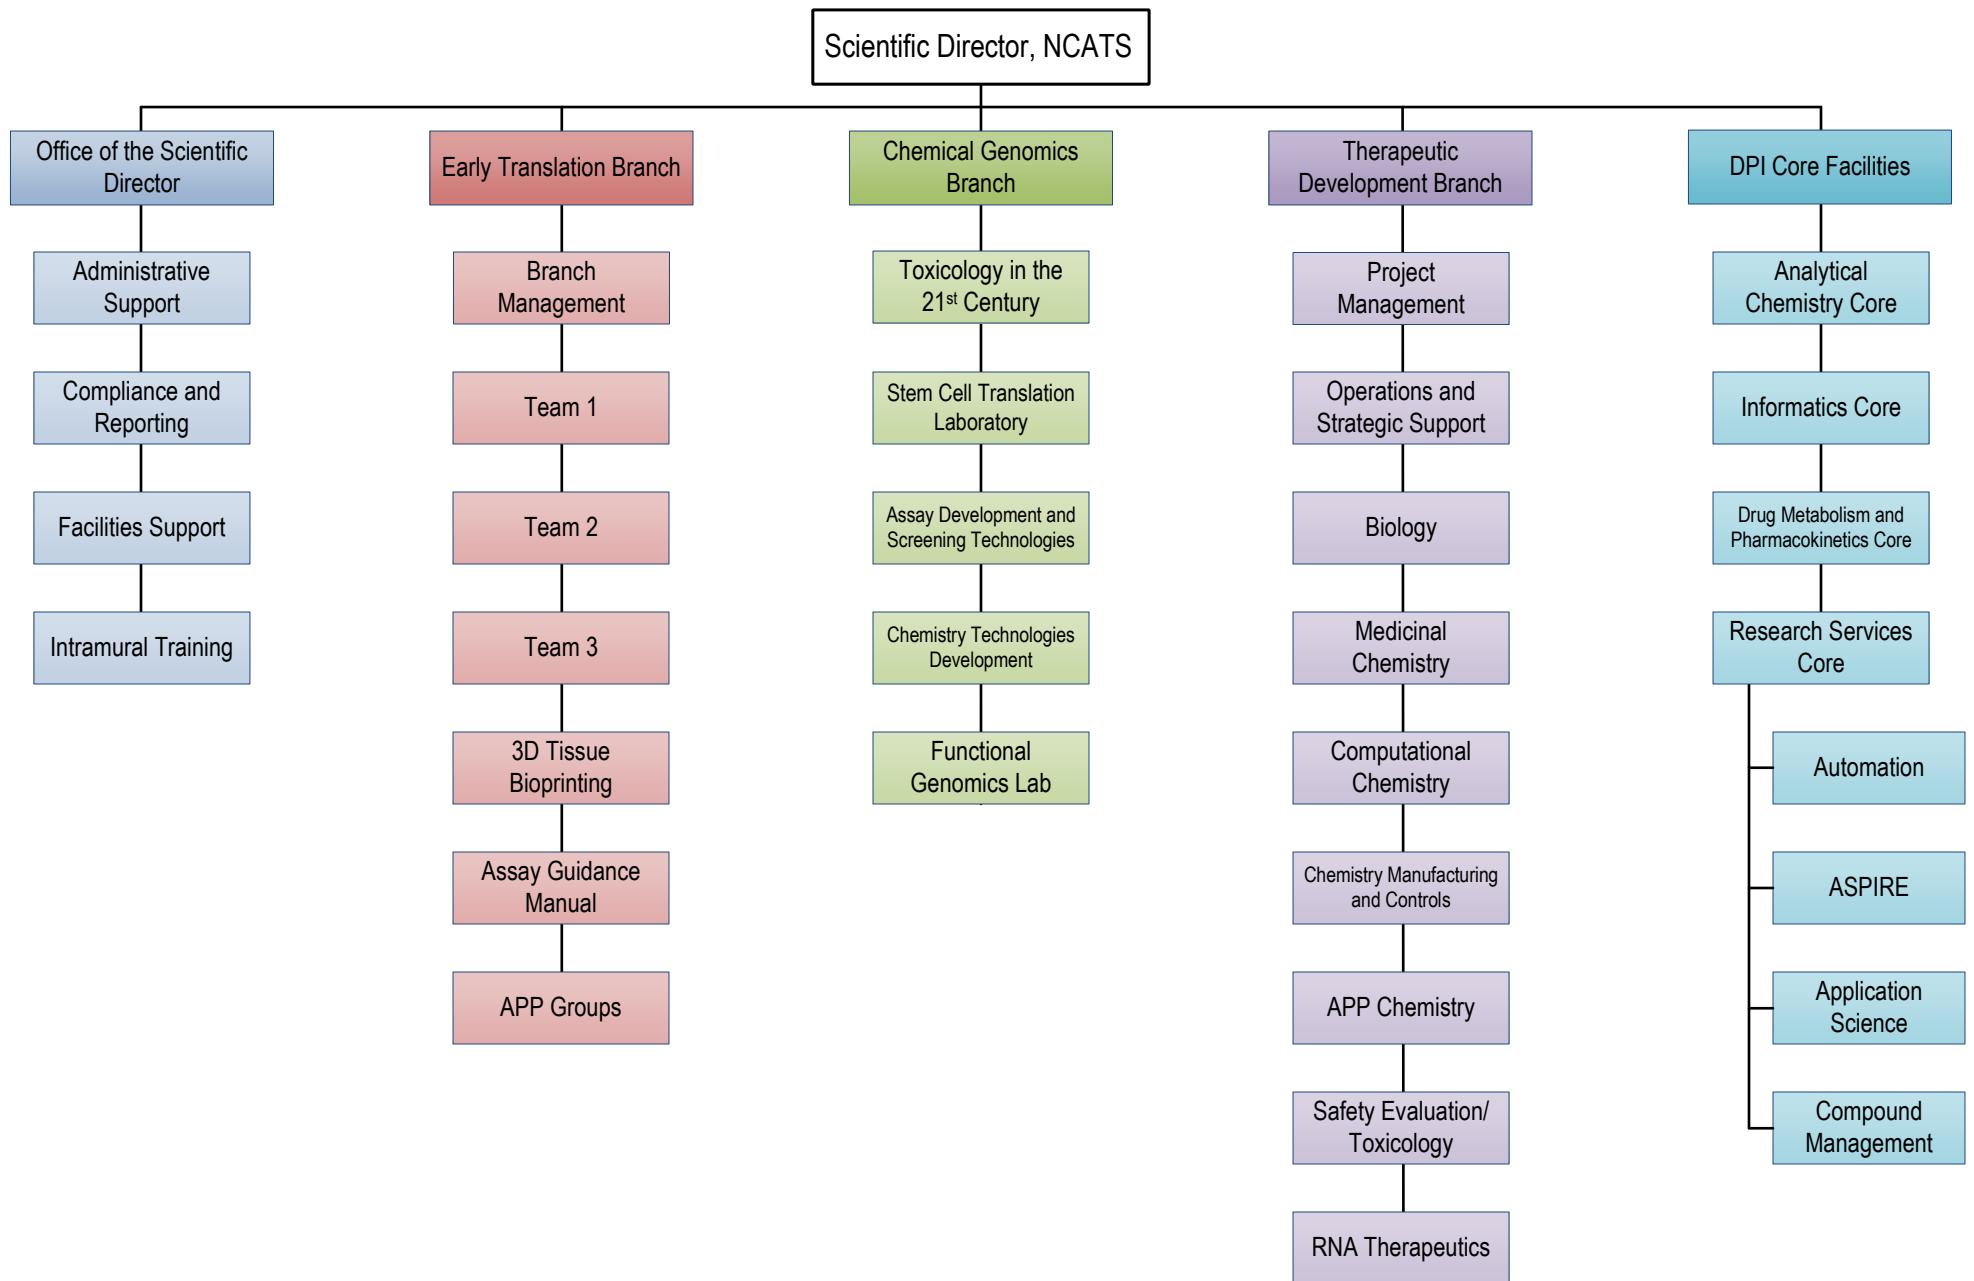 Scientific Director, NCATS
Office of the Scientific
Director
Administrative
Support
Compliance and
Reporting
Facilities Support
Intramural Training
Early Translation Branch
Branch
Management
Team 1
Team 2
Team 3
3D Tissue
Bioprinting
Assay Guidance
Manual
APP Groups
Chemical Genomics
Branch
Toxicology in the
21st Century
Stem Cell Translation
Laboratory
Assay Development and
Screening Technologies
Chemistry Technologies
Development
Functional
Genomics Lab
Therapeutic
Development Branch
Project
Management
Operations and
Strategic Support
Biology
Medicinal
Chemistry
Computational
Chemistry
Chemistry Manufacturing
and Controls
APP Chemistry
Safety Evaluation/
Toxicology
RNA Therapeutics
DPI Core Facilities
Analytical
Chemistry Core
Informatics Core
Drug Metabolism and
Pharmacokinetics Core
Research Services
Core
Automation
ASPIRE
Application
Science
Compound
Management